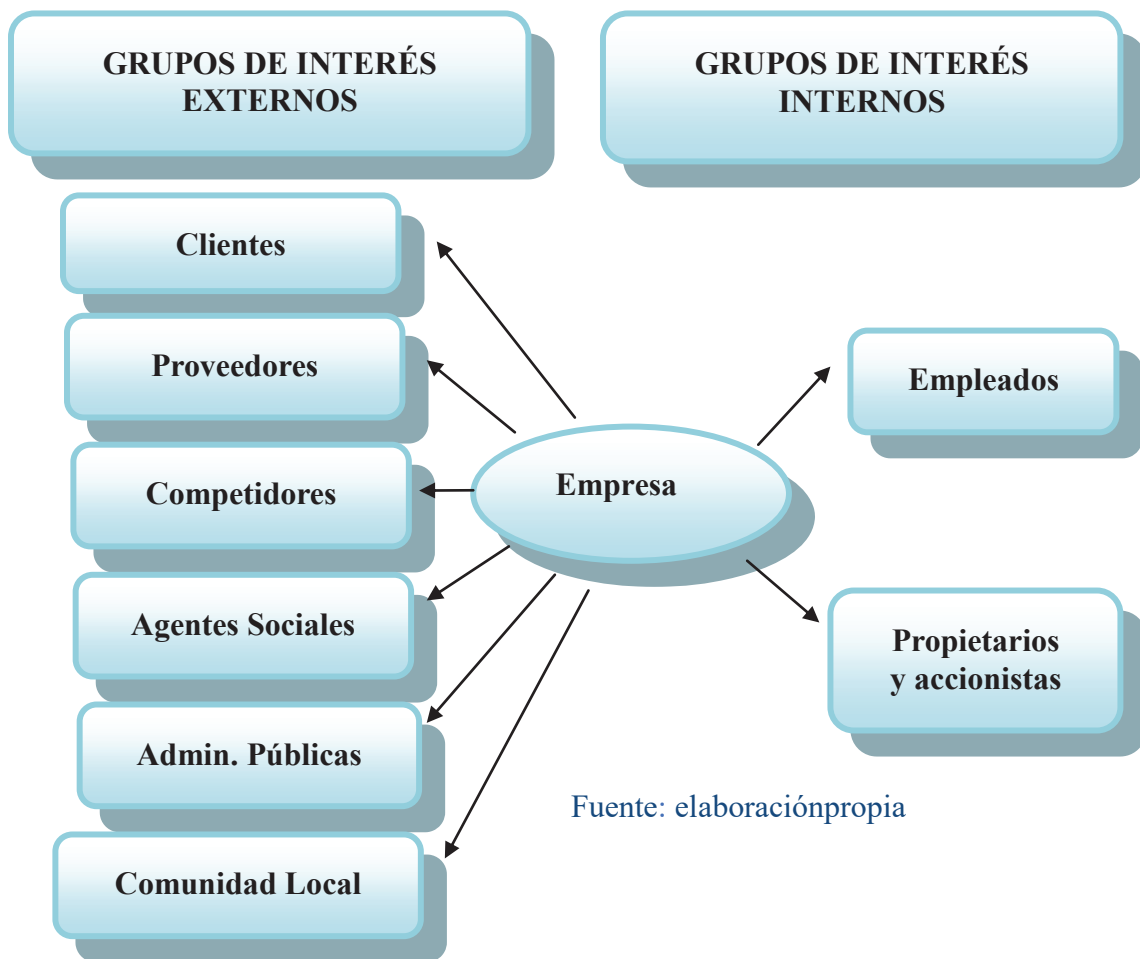 GRUPOS DE INTERÉS
EXTERNOS
GRUPOS DE INTERÉS
INTERNOS
Clientes
Proveedores
Competidores
Agentes Sociales
Admin. Públicas
Comunidad Local
Empresa
Empleados
Propietarios
y accionistas
Fuente: elaboraciónpropia